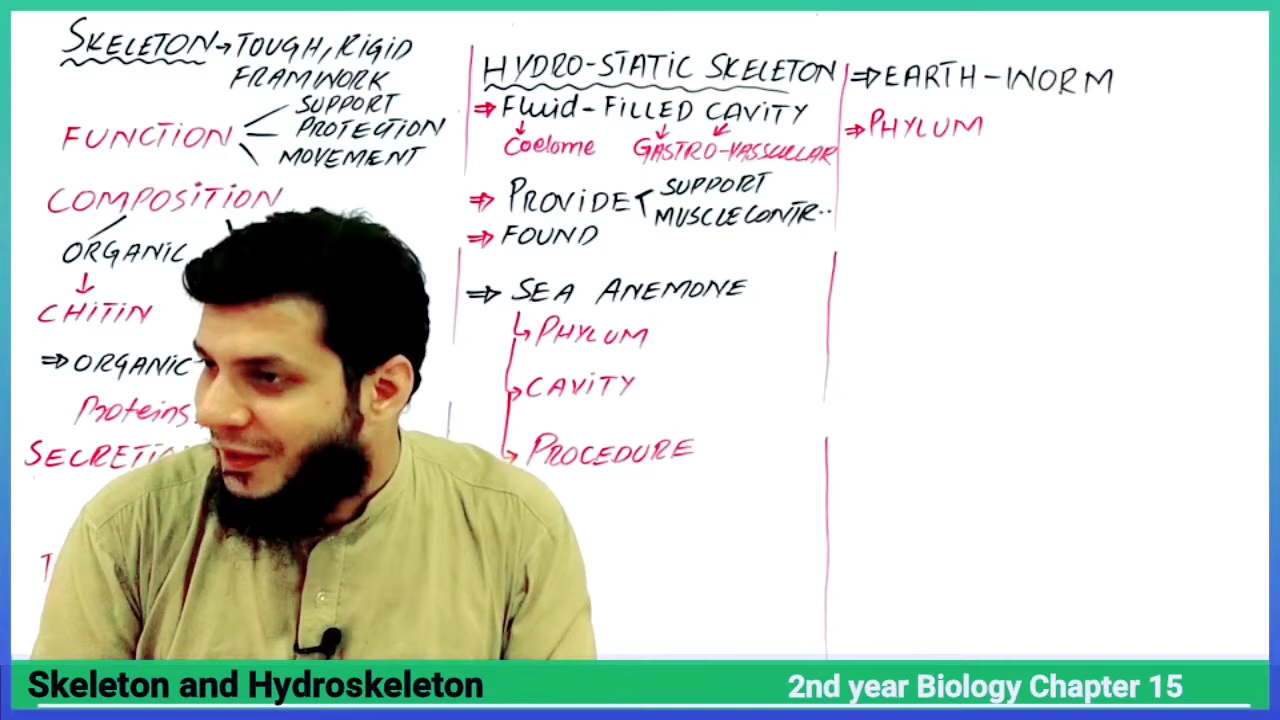 SKELETON → TOUGH, RIGID
FRAMWORK
FUNCTION
SUPPORT
PROTECTION
MOVEMENT
COMPOSITION
ORGANIC
↓
CHITIN
⇒ ORGANIC
Proteins
SECRETI
HYDRO-STATIC SKELETON
⇒ Fluid-FILLED CAVITY
Coelome GASTRO-VASSCULLAR
⇒ PROVIDE
SUPPORT
MUSCLE CONTR..
⇒ FOUND
⇒ SEA ANEMONE
PHYLUM
CAVITY
PROCEDURE
⇒ EARTH-WORM
⇒ PHYLUM
Skeleton and Hydroskeleton
2nd year Biology Chapter 15